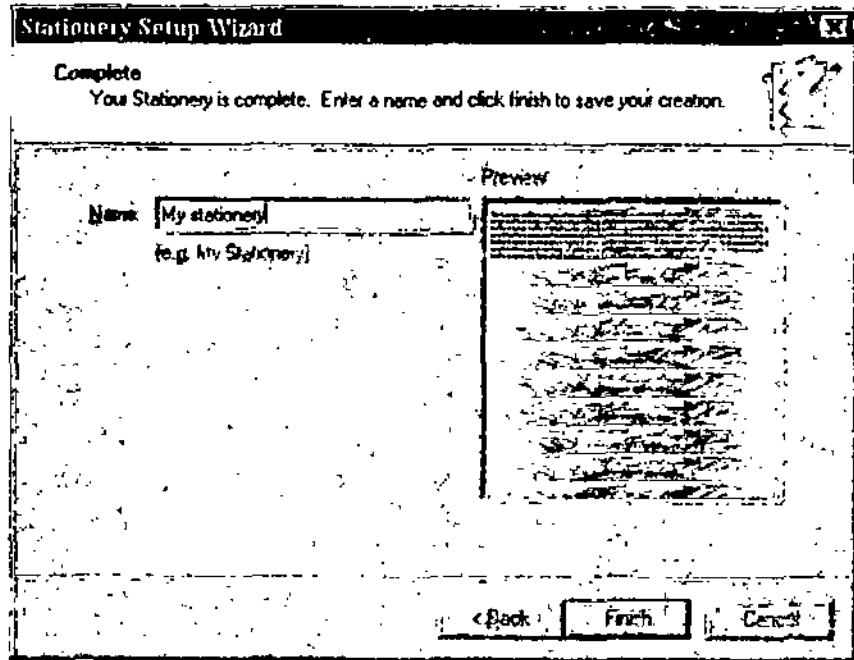 Stationery Setup Wizard
Complete
Your Stationery is complete. Enter a name and click finish to save your creation.
Preview
Name: My stationery
(e.g. My Stationery)
< Back Finish Cancel